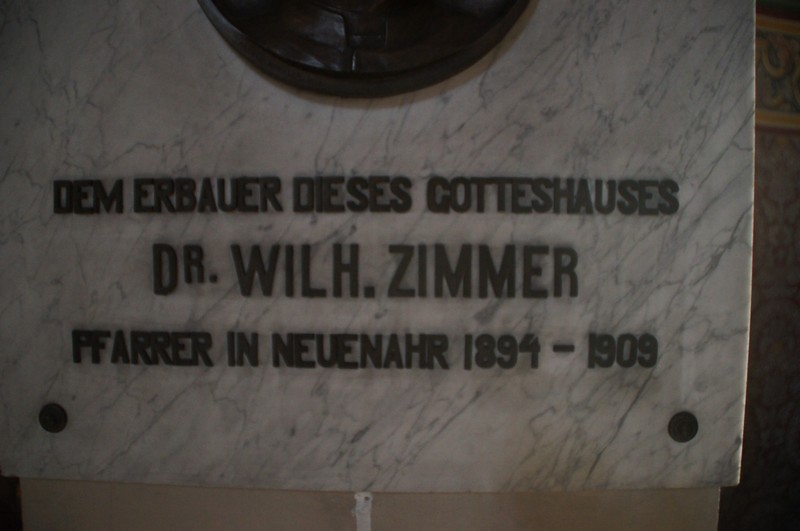 DEM ERBAUER DIESES GOTTESHAUSES
DR. WILH. ZIMMER
PFARRER IN NEUENAHR 1894 - 1909